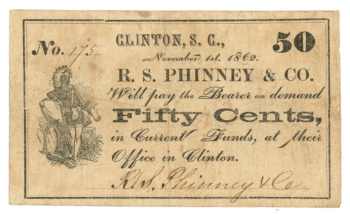 No. 175
CLINTON, S. C.,
50
November 1st, 1862.
R. S. PHINNEY & CO.
Will pay the Bearer on demand
Fifty Cents,
in Current Funds, at their
Office in Clinton.
R. S. Phinney & Co